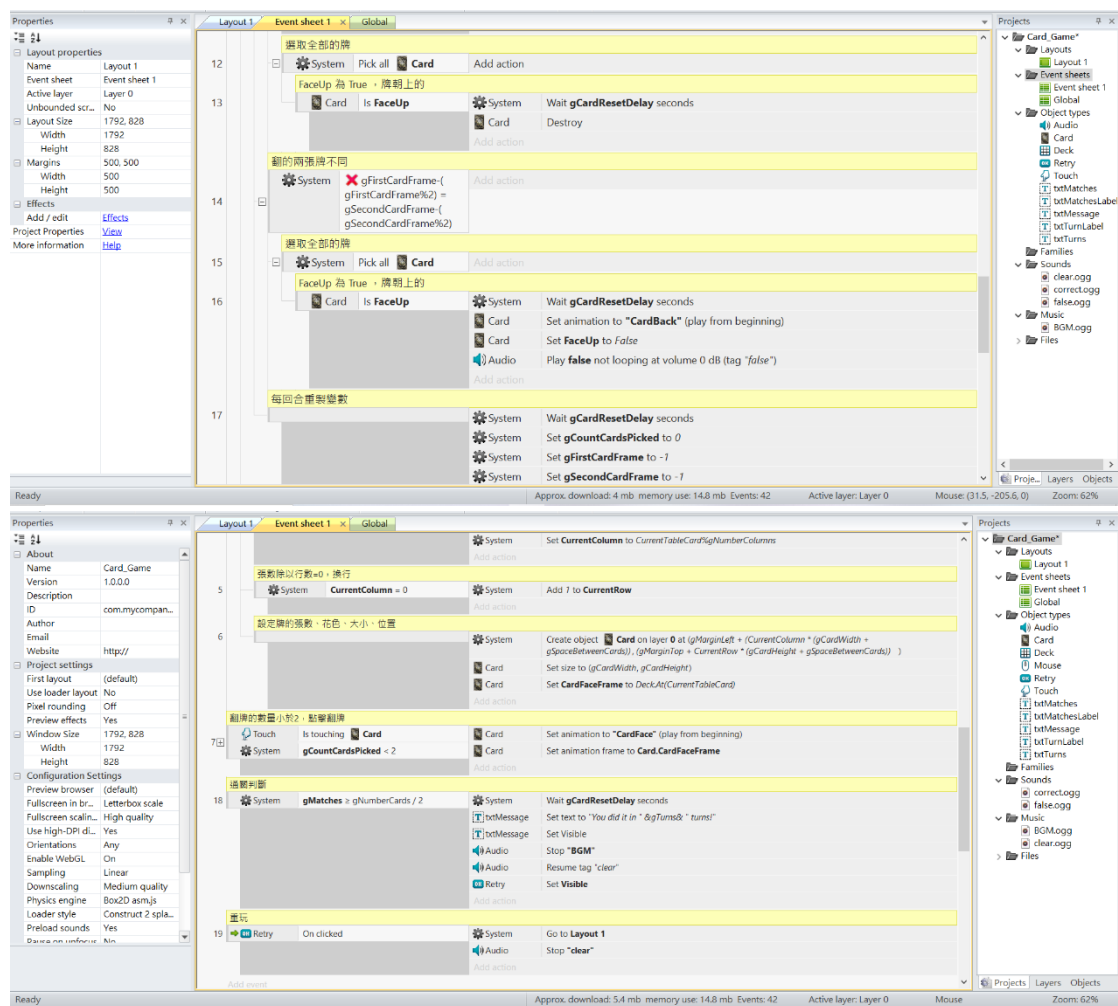 Properties
Layout 1 Event sheet 1 × Global
Projects
Layout properties
Name Layout 1
Event sheet Event sheet 1
Active layer Layer 0
Unbounded scr... No
Layout Size 1792, 828
Width 1792
Height 828
Margins 500, 500
Width 500
Height 500
Effects
Add / edit Effects
Project Properties View
More information Help
選取全部的牌
12 System Pick all Card Add action
FaceUp 為 True ，牌朝上的
13 Card Is FaceUp System Wait gCardResetDelay seconds
Card Destroy
Add action
翻的兩張牌不同
14 System gFirstCardFrame-( Add action
gFirstCardFrame%2) =
gSecondCardFrame-(
gSecondCardFrame%2)
選取全部的牌
15 System Pick all Card Add action
FaceUp 為 True ，牌朝上的
16 Card Is FaceUp System Wait gCardResetDelay seconds
Card Set animation to "CardBack" (play from beginning)
Card Set FaceUp to False
Audio Play false not looping at volume 0 dB (tag "false")
Add action
每回合重製變數
17 System Wait gCardResetDelay seconds
System Set gCountCardsPicked to 0
System Set gFirstCardFrame to -1
System Set gSecondCardFrame to -1
Card_Game*
Layouts
Layout 1
Event sheets
Event sheet 1
Global
Object types
Audio
Card
Deck
Retry
Touch
txtMatches
txtMatchesLabel
txtMessage
txtTurnLabel
txtTurns
Families
Sounds
clear.ogg
correct.ogg
false.ogg
Music
BGM.ogg
Files
Proje... Layers Objects
Ready Approx. download: 4 mb memory use: 14.8 mb Events: 42 Active layer: Layer 0 Mouse: (31.5, -205.6, 0) Zoom: 62%
Properties
Layout 1 Event sheet 1 × Global
Projects
About
Name Card_Game
Version 1.0.0.0
Description
ID com.mycompan...
Author
Email
Website http://
Project settings
First layout (default)
Use loader layout No
Pixel rounding Off
Preview effects Yes
Window Size 1792, 828
Width 1792
Height 828
Configuration Settings
Preview browser (default)
Fullscreen in br... Letterbox scale
Fullscreen scalin... High quality
Use high-DPI di... Yes
Orientations Any
Enable WebGL On
Sampling Linear
Downscaling Medium quality
Physics engine Box2D asm.js
Loader style Construct 2 spla...
Preload sounds Yes
Pause on unfocus No
System Set CurrentColumn to CurrentTableCard%gNumberColumns
Add action
張數除以行數=0，換行
5 System CurrentColumn = 0 System Add 1 to CurrentRow
Add action
設定牌的張數、花色、大小、位置
6 System Create object Card on layer 0 at (gMarginLeft + (CurrentColumn * (gCardWidth +
gSpaceBetweenCards)) , (gMarginTop + CurrentRow * (gCardHeight + gSpaceBetweenCards)) )
Card Set size to (gCardWidth, gCardHeight)
Card Set CardFaceFrame to Deck.At(CurrentTableCard)
Add action
翻牌的數量小於2，點擊翻牌
7 Touch Is touching Card Card Set animation to "CardFace" (play from beginning)
System gCountCardsPicked < 2 Card Set animation frame to Card.CardFaceFrame
Add action
過關判斷
18 System gMatches ≥ gNumberCards / 2 System Wait gCardResetDelay seconds
txtMessage Set text to "You did it in " &gTurns& " turns!"
txtMessage Set Visible
Audio Stop "BGM"
Audio Resume tag "clear"
Retry Set Visible
Add action
重玩
19 Retry On clicked System Go to Layout 1
Audio Stop "clear"
Add action
Add event
Card_Game*
Layouts
Layout 1
Event sheets
Event sheet 1
Global
Object types
Audio
Card
Deck
Mouse
Retry
Touch
txtMatches
txtMatchesLabel
txtMessage
txtTurnLabel
txtTurns
Families
Sounds
correct.ogg
false.ogg
Music
BGM.ogg
clear.ogg
Files
Projects Layers Objects
Ready Approx. download: 5.4 mb memory use: 14.8 mb Events: 42 Active layer: Layer 0 Mouse Zoom: 62%